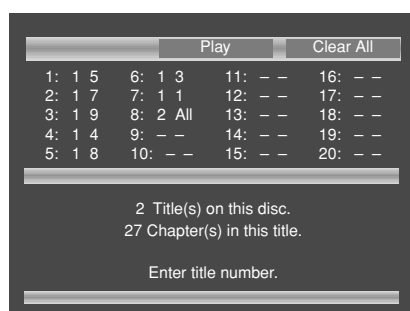 Play Clear All
1: 1 5 6: 1 3 11: – – 16: – –
2: 1 7 7: 1 1 12: – – 17: – –
3: 1 9 8: 2 All 13: – – 18: – –
4: 1 4 9: – – 14: – – 19: – –
5: 1 8 10: – – 15: – – 20: – –
2 Title(s) on this disc.
27 Chapter(s) in this title.
Enter title number.